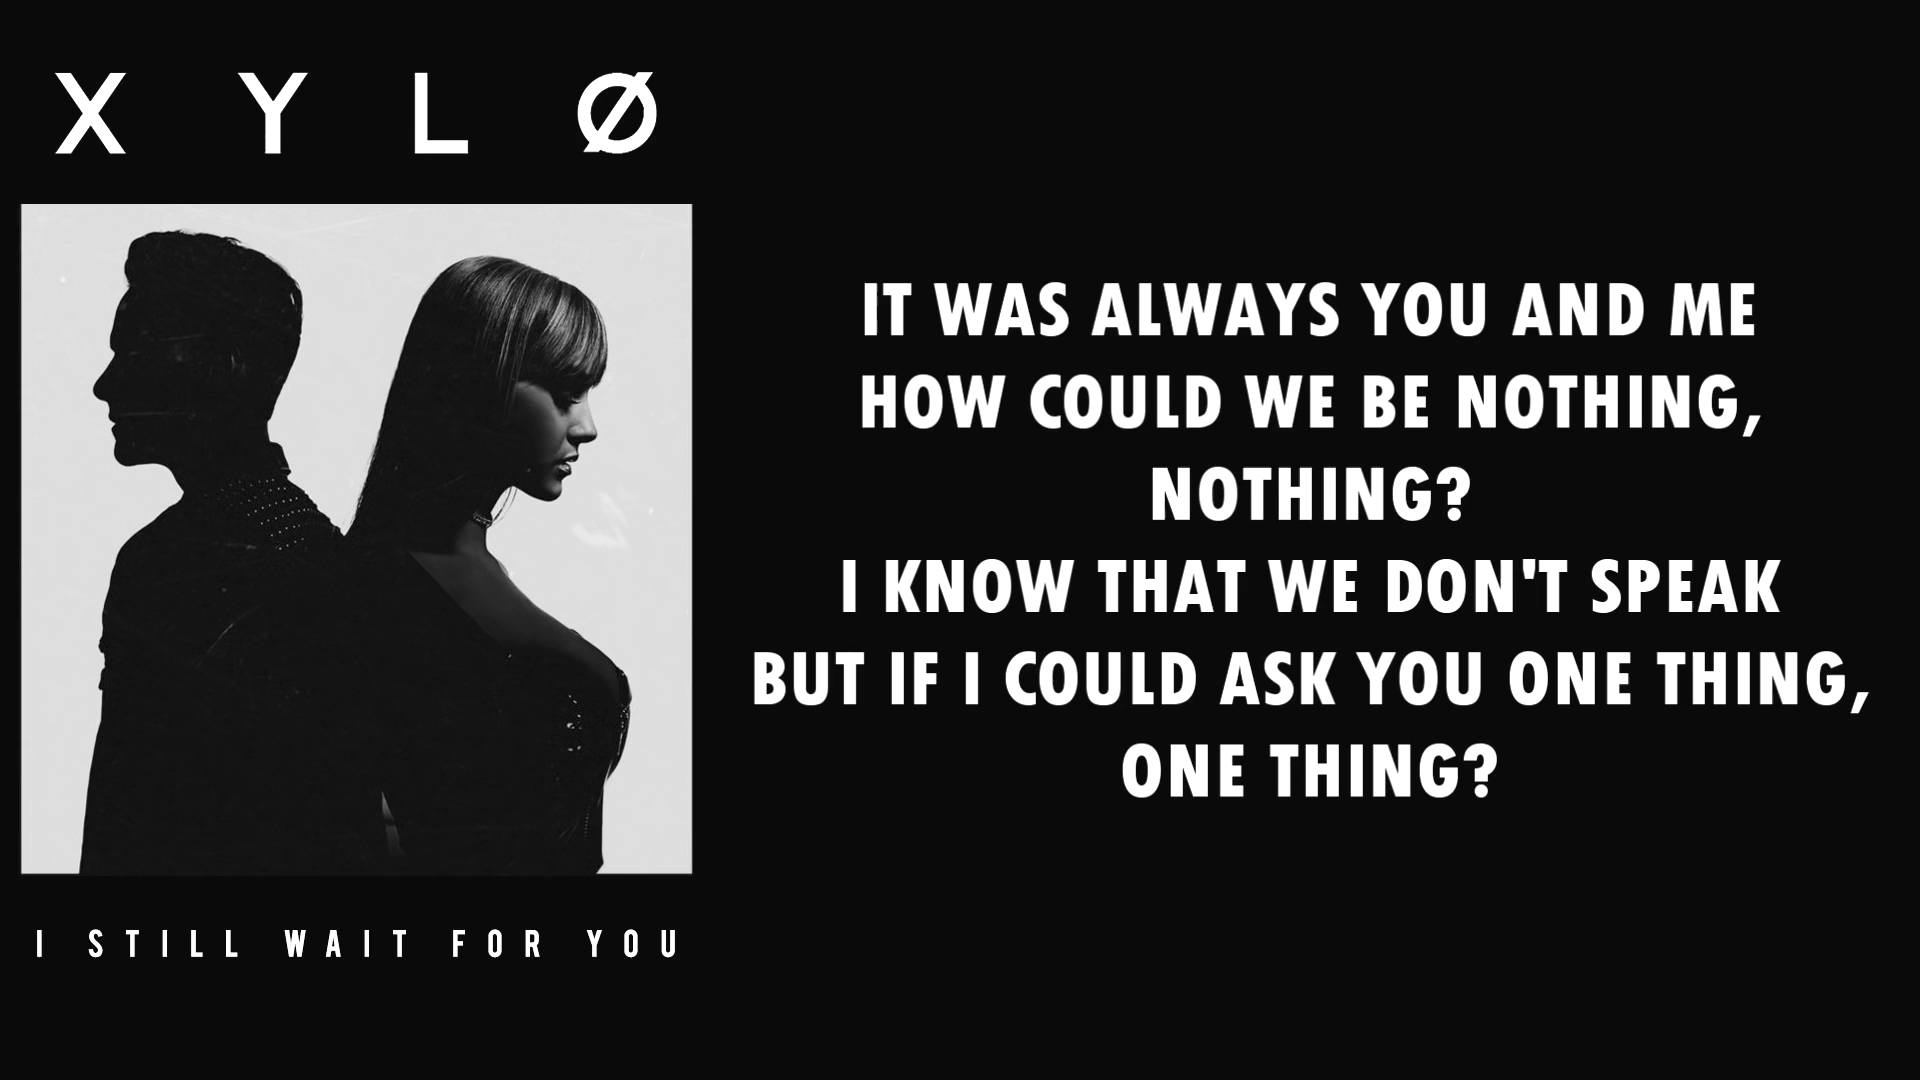 XYLØ
IT WAS ALWAYS YOU AND ME
HOW COULD WE BE NOTHING,
NOTHING?
I KNOW THAT WE DON'T SPEAK
BUT IF I COULD ASK YOU ONE THING,
ONE THING?
I STILL WAIT FOR YOU